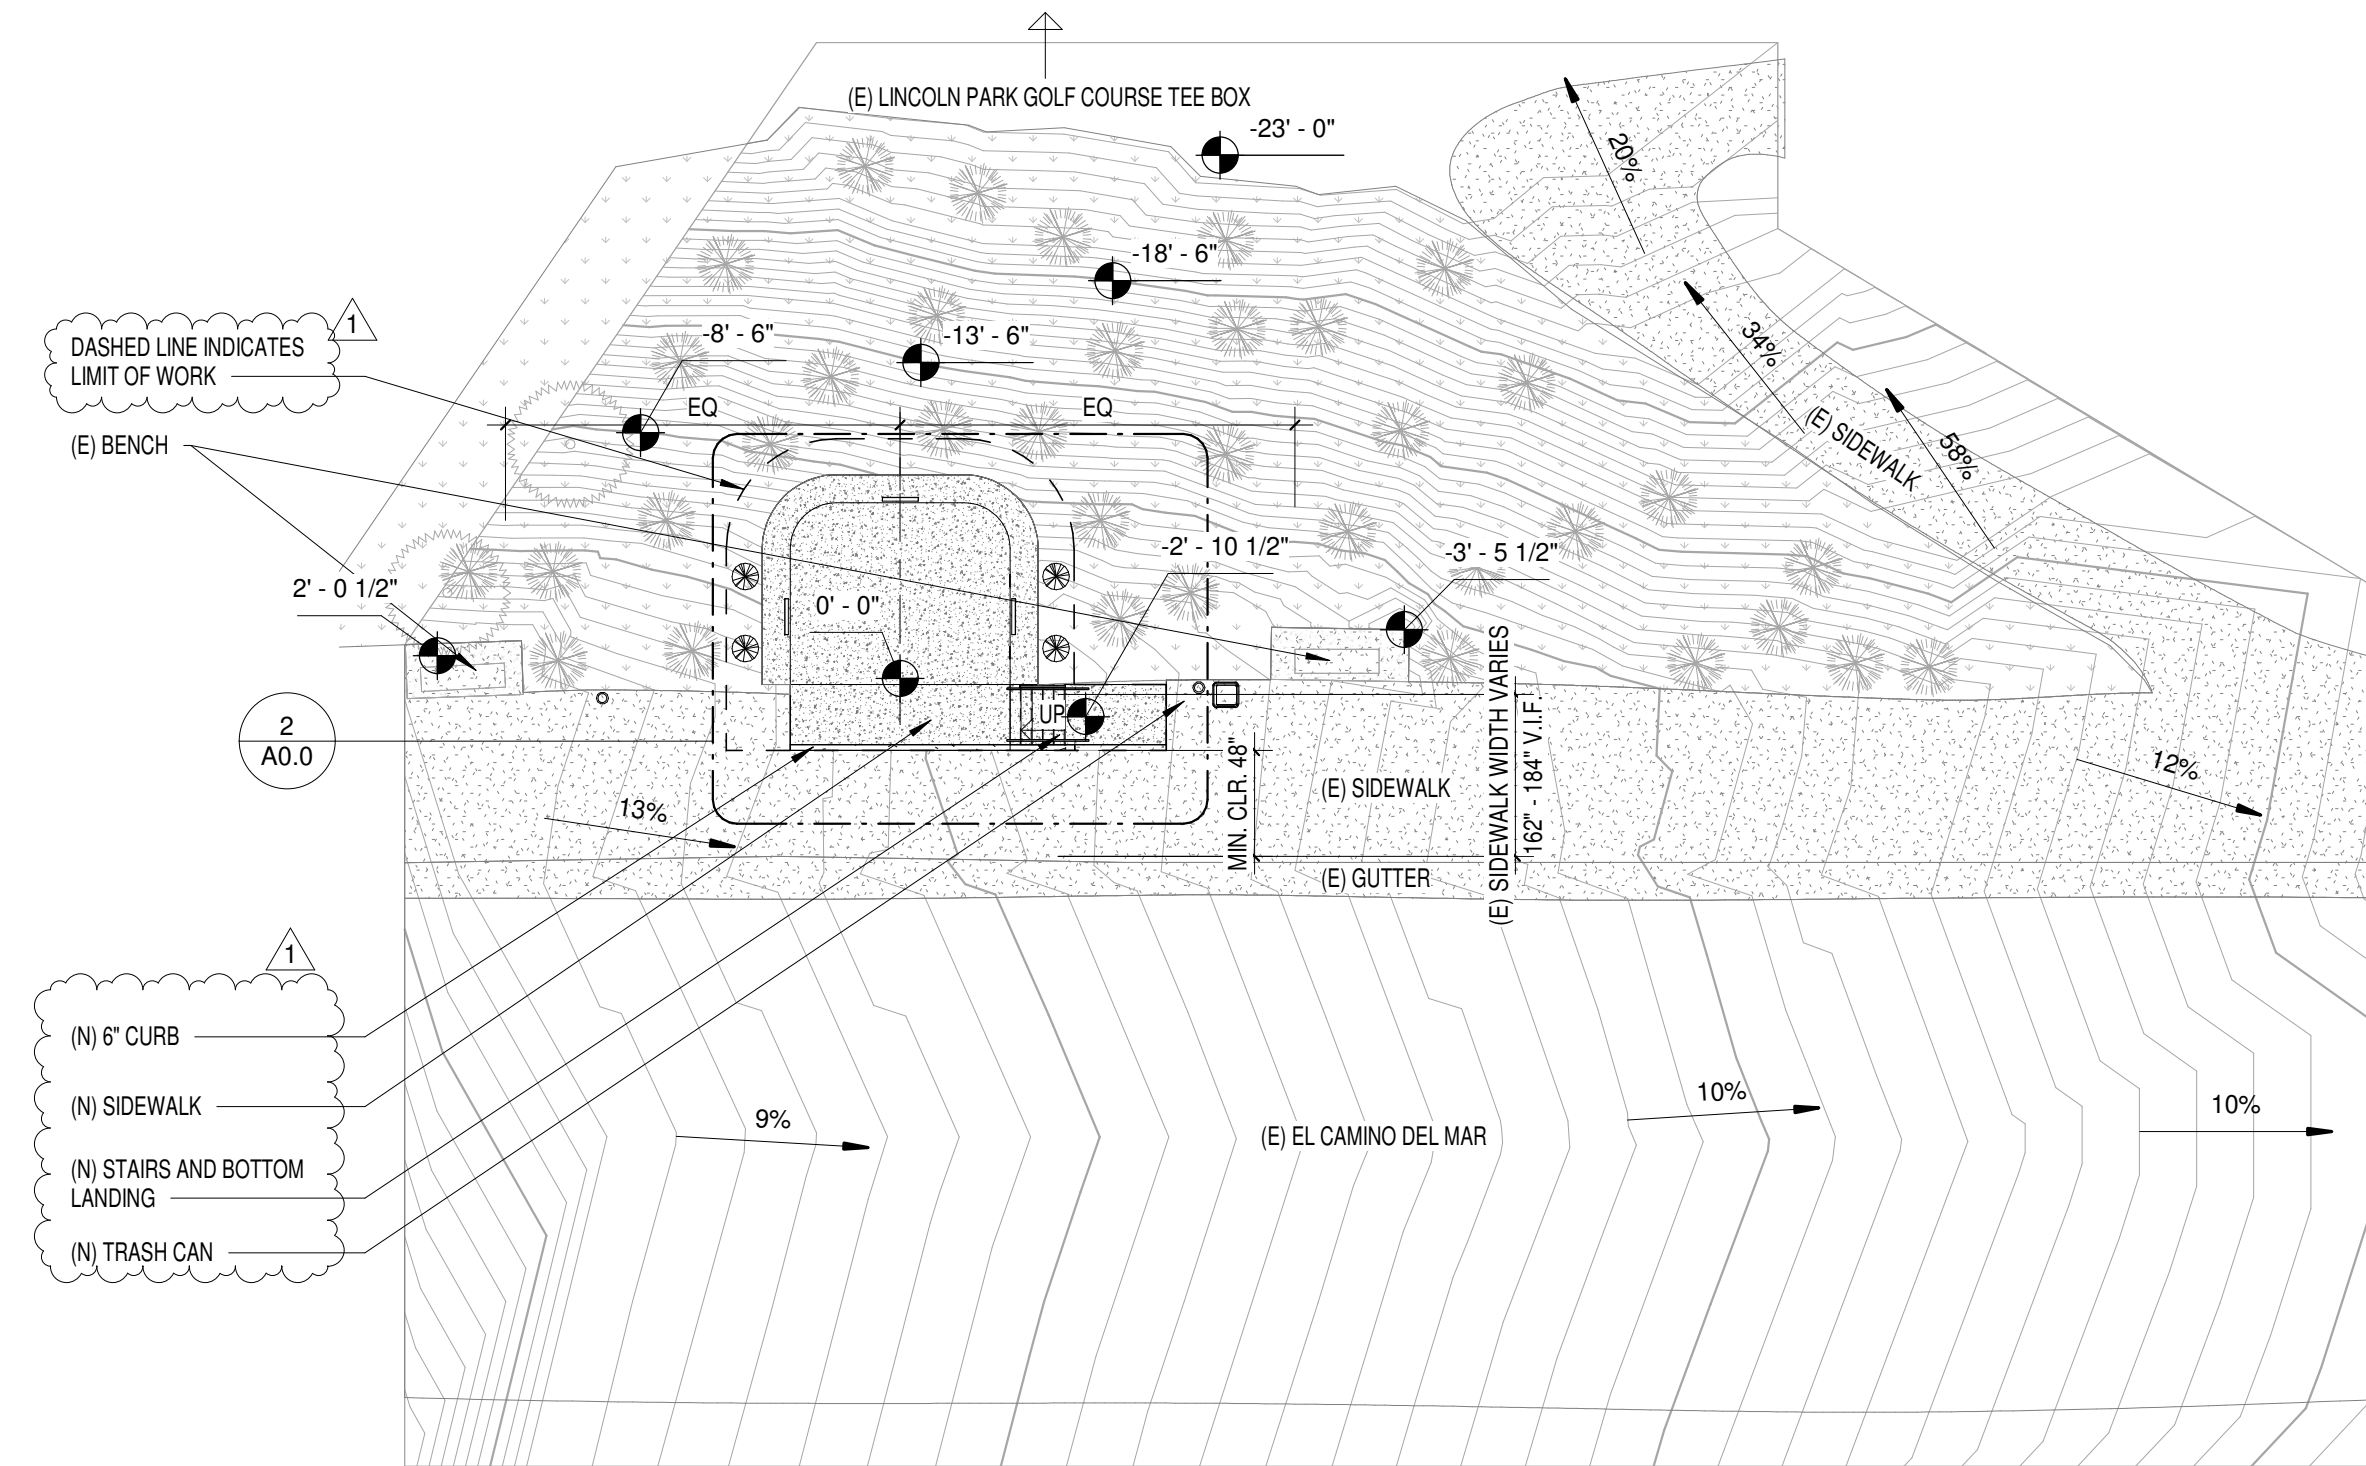 (E) LINCOLN PARK GOLF COURSE TEE BOX
-23' - 0"
20%
-18' - 6"
1
DASHED LINE INDICATES
LIMIT OF WORK
-8' - 6"
-13' - 6"
34%
EQ
EQ
(E) BENCH
(E) SIDEWALK
58%
-2' - 10 1/2"
-3' - 5 1/2"
2' - 0 1/2"
0' - 0"
UP
2
A0.0
MIN. CLR. 48"
(E) SIDEWALK WIDTH VARIES
162" - 184" V.I.F.
12%
(E) SIDEWALK
13%
(E) GUTTER
1
(N) 6" CURB
(N) SIDEWALK
(N) STAIRS AND BOTTOM
LANDING
(N) TRASH CAN
9%
(E) EL CAMINO DEL MAR
10%
10%